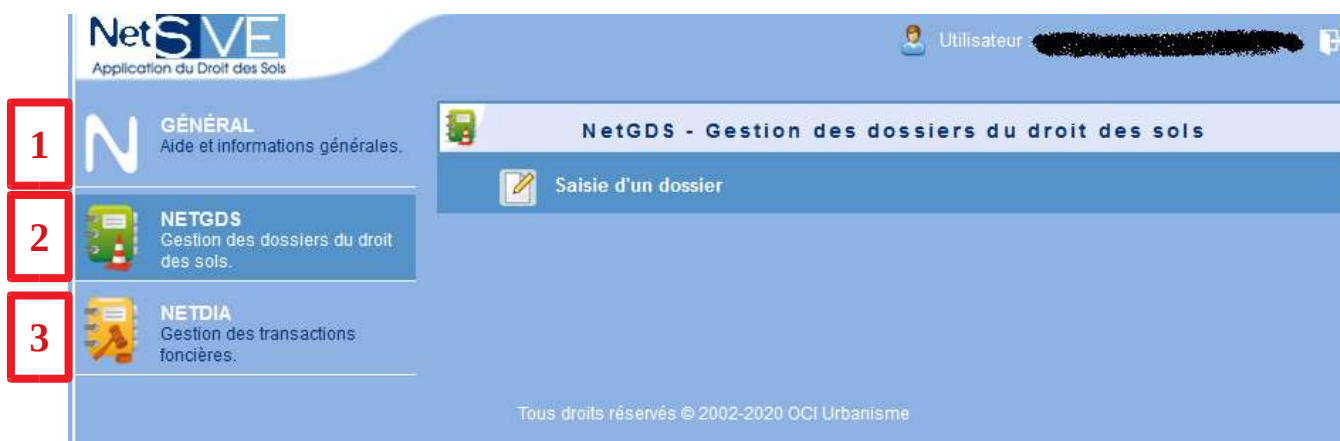 NetSVE
Application du Droit des Sols
Utilisateur :
1
N
GÉNÉRAL
Aide et informations générales.
2
NETGDS
Gestion des dossiers du droit
des sols.
3
NETDIA
Gestion des transactions
foncières.
NetGDS - Gestion des dossiers du droit des sols
Saisie d'un dossier
Tous droits réservés © 2002-2020 OCI Urbanisme